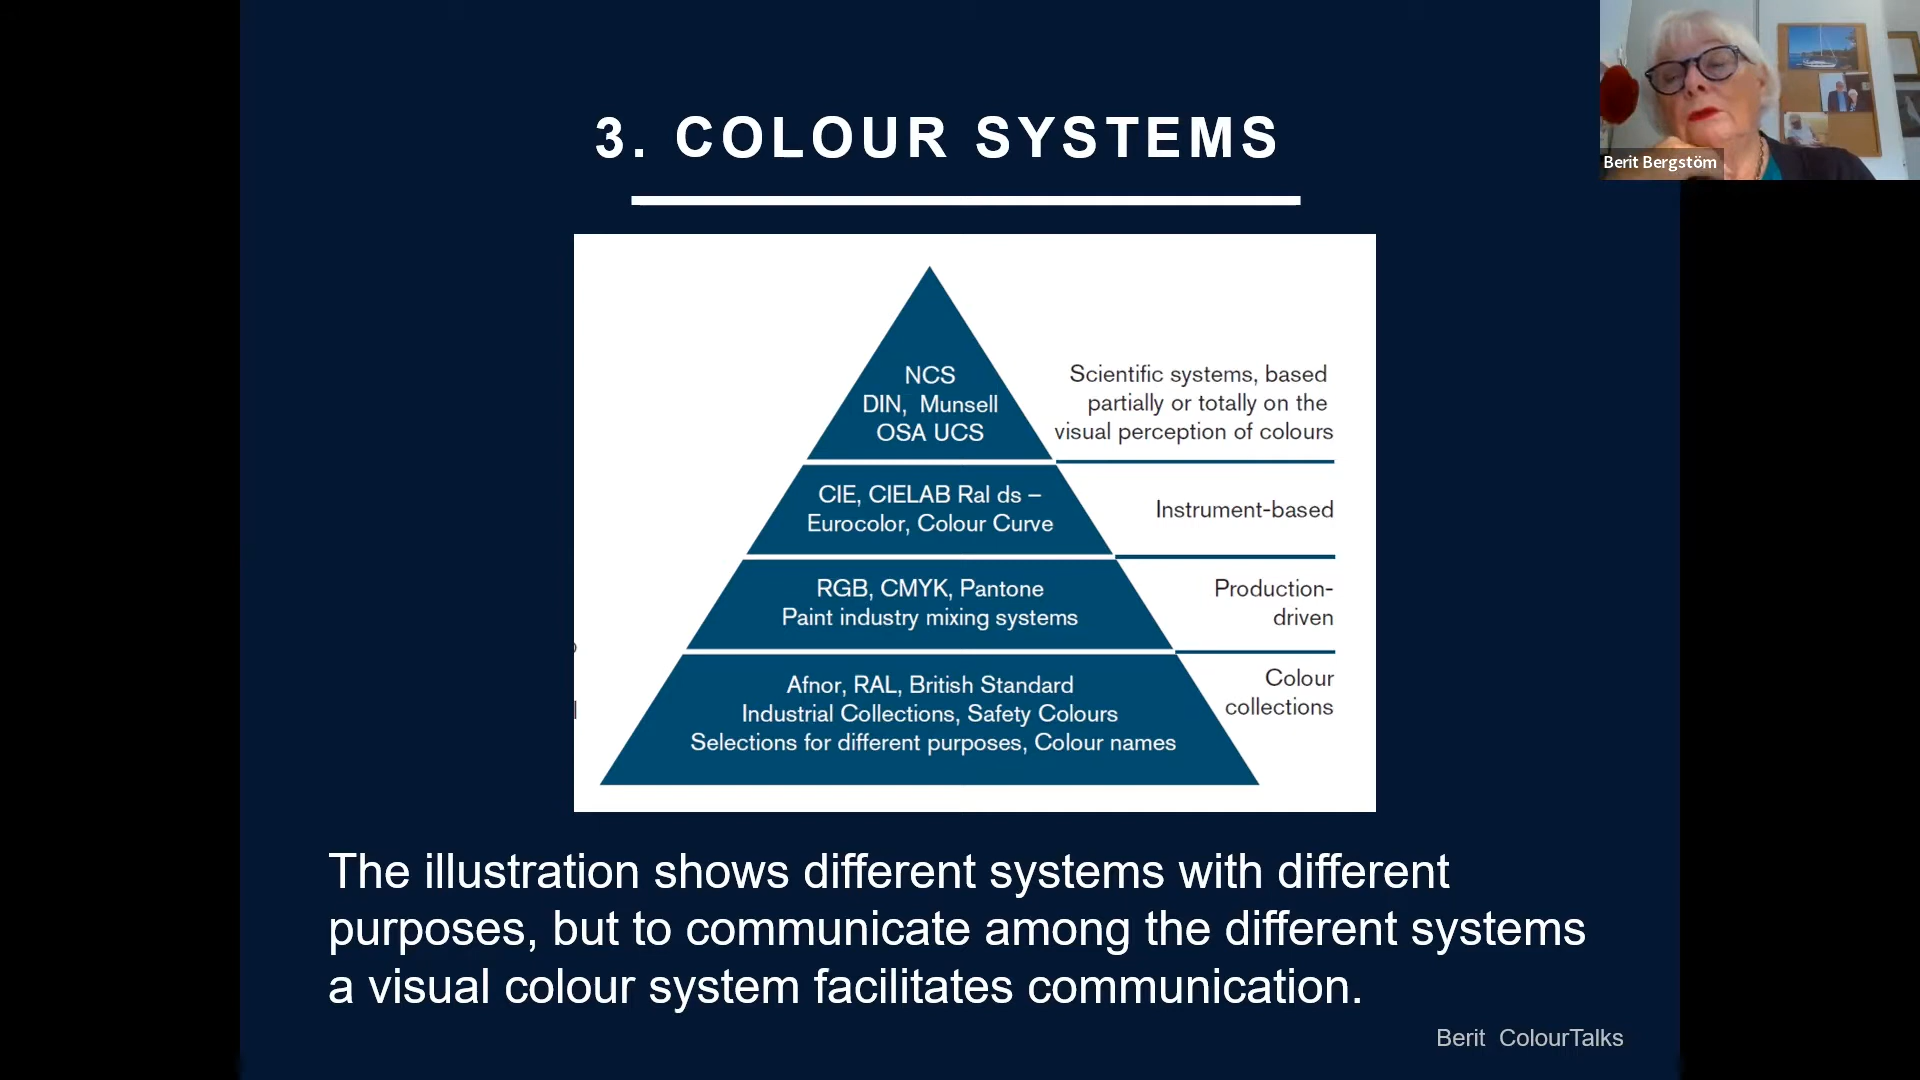 3. COLOUR SYSTEMS
Berit Bergstöm
NCS
DIN, Munsell
OSA UCS
Scientific systems, based
partially or totally on the
visual perception of colours
CIE, CIELAB Ral ds –
Eurocolor, Colour Curve
Instrument-based
RGB, CMYK, Pantone
Paint industry mixing systems
Production-
driven
Afnor, RAL, British Standard
Industrial Collections, Safety Colours
Selections for different purposes, Colour names
Colour
collections
The illustration shows different systems with different
purposes, but to communicate among the different systems
a visual colour system facilitates communication.
Berit ColourTalks